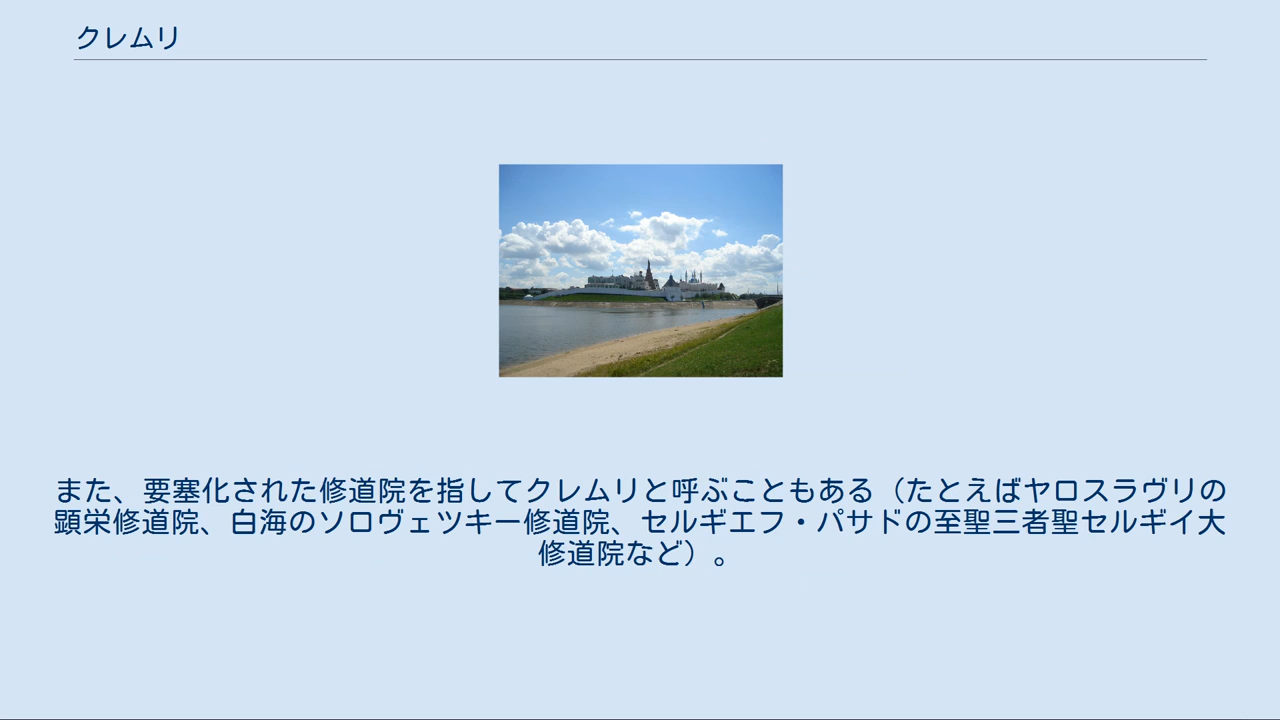 クレムリ
また、要塞化された修道院を指してクレムリと呼ぶこともある（たとえばヤロスラヴリの
顕栄修道院、白海のソロヴェツキー修道院、セルギエフ・パサドの至聖三者聖セルギイ大
修道院など）。